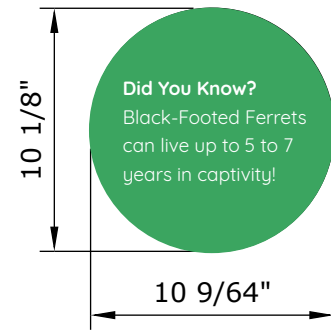 Did You Know?
Black-Footed Ferrets
can live up to 5 to 7
years in captivity!
10 1/8"
10 9/64"